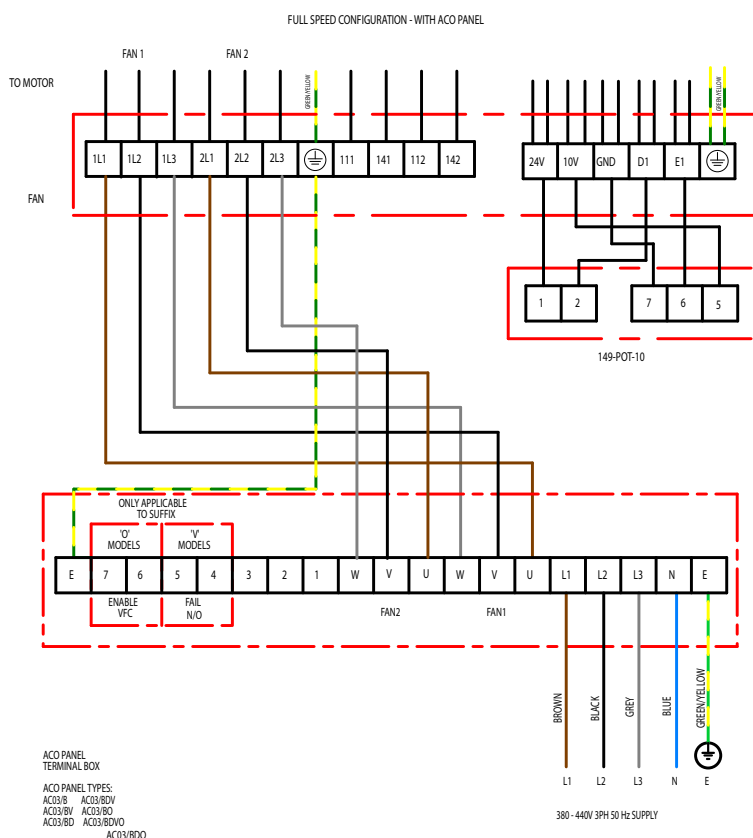 FULL SPEED CONFIGURATION - WITH ACO PANEL
FAN 1
FAN 2
TO MOTOR
GREEN/YELLOW
GREEN/YELLOW
1L1 1L2 1L3 2L1 2L2 2L3 111 141 112 142
24V 10V GND D1 E1
FAN
1 2 7 6 5
149-POT-10
ONLY APPLICABLE
TO SUFFIX
'O'
MODELS
'V'
MODELS
E 7 6 5 4 3 2 1 W V U W V U L1 L2 L3 N E
ENABLE
VFC
FAIL
N/O
FAN2
FAN1
BROWN
BLACK
GREY
BLUE
GREEN/YELLOW
L1 L2 L3 N E
ACO PANEL
TERMINAL BOX
ACO PANEL TYPES:
AC03/B AC03/BDV
AC03/BV AC03/BO
AC03/BD AC03/BDVO
AC03/BDO
380 - 440V 3PH 50 Hz SUPPLY